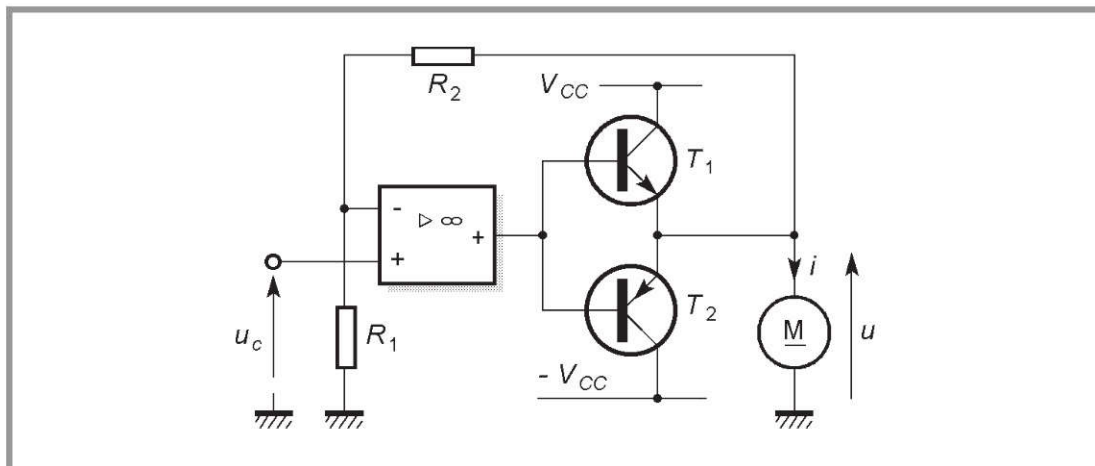 R2
VCC
T1
- ▷ ∞
+
+
i
T2
M
u
uc
R1
- VCC